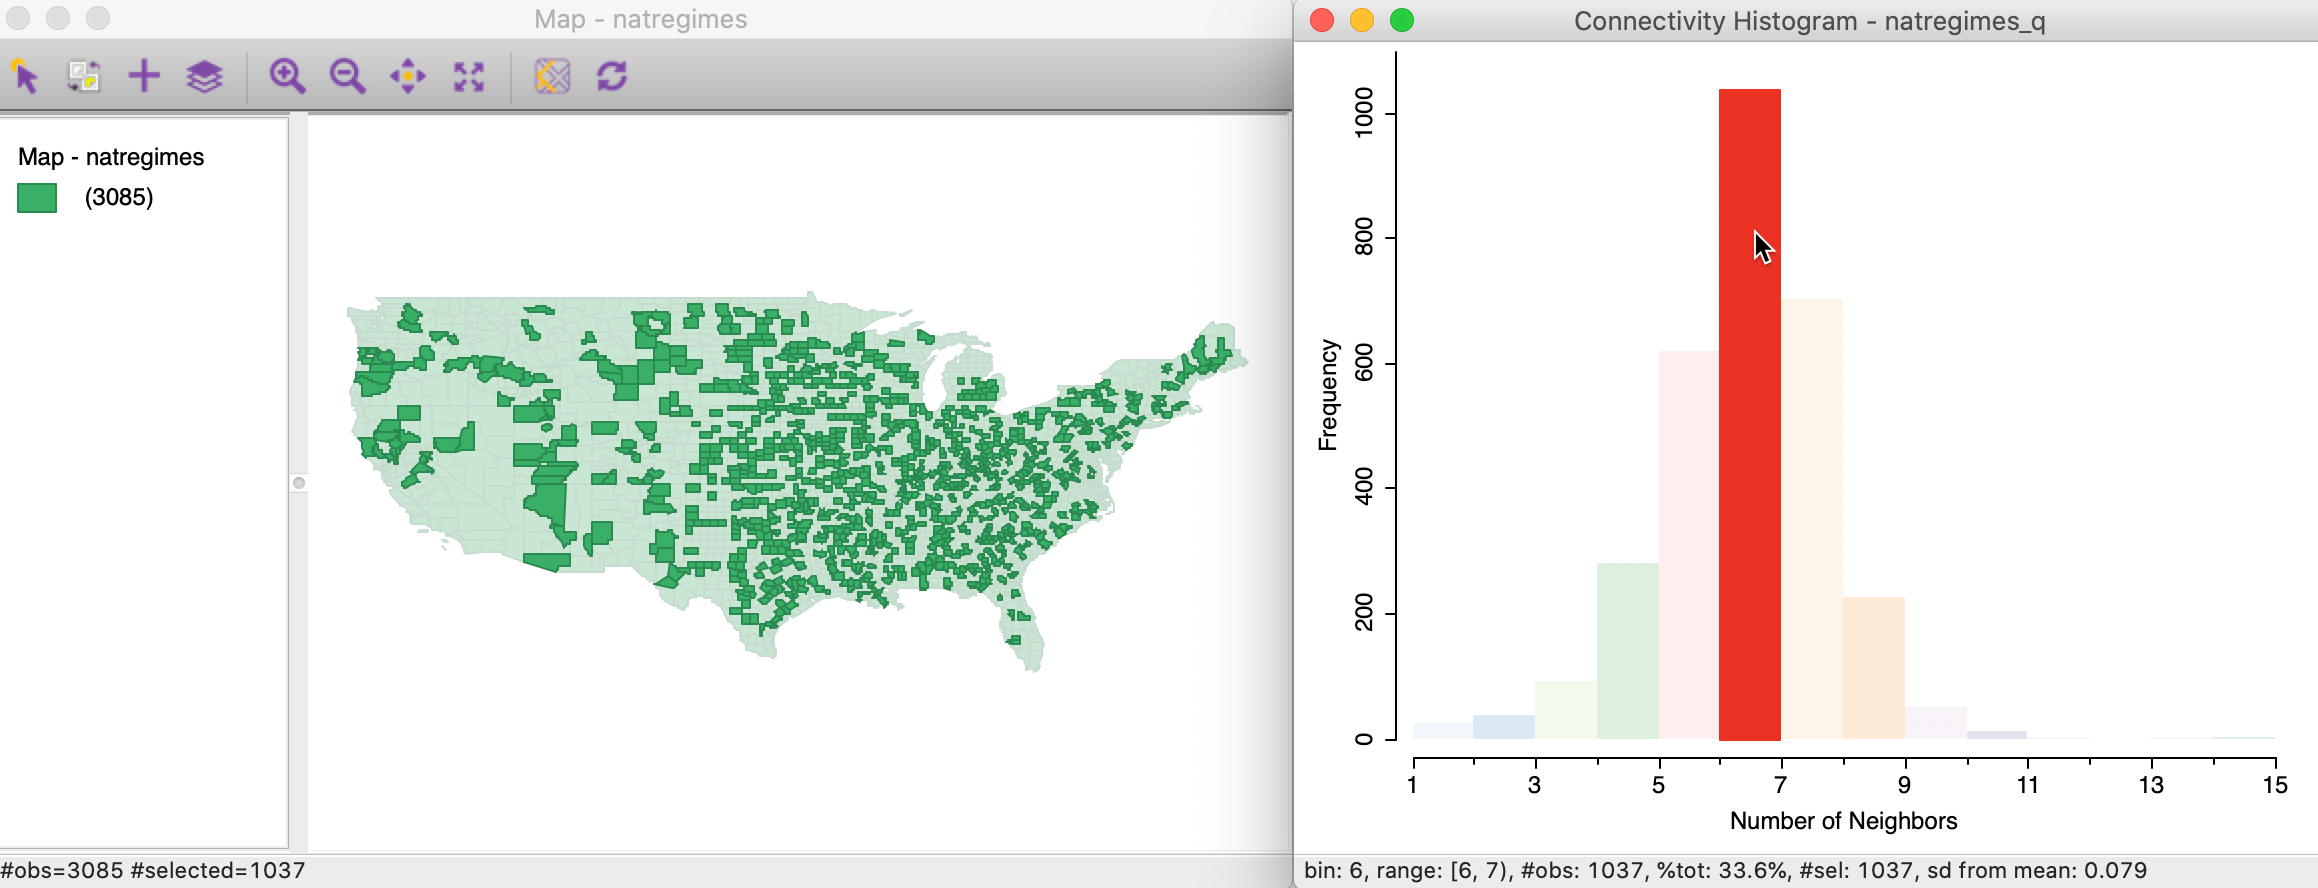 Map - natregimes
Map - natregimes
(3085)
#obs=3085 #selected=1037
Connectivity Histogram - natregimes_q
1000
800
600
400
200
0
Frequency
1 3 5 7 9 11 13 15
Number of Neighbors
bin: 6, range: [6, 7), #obs: 1037, %tot: 33.6%, #sel: 1037, sd from mean: 0.079